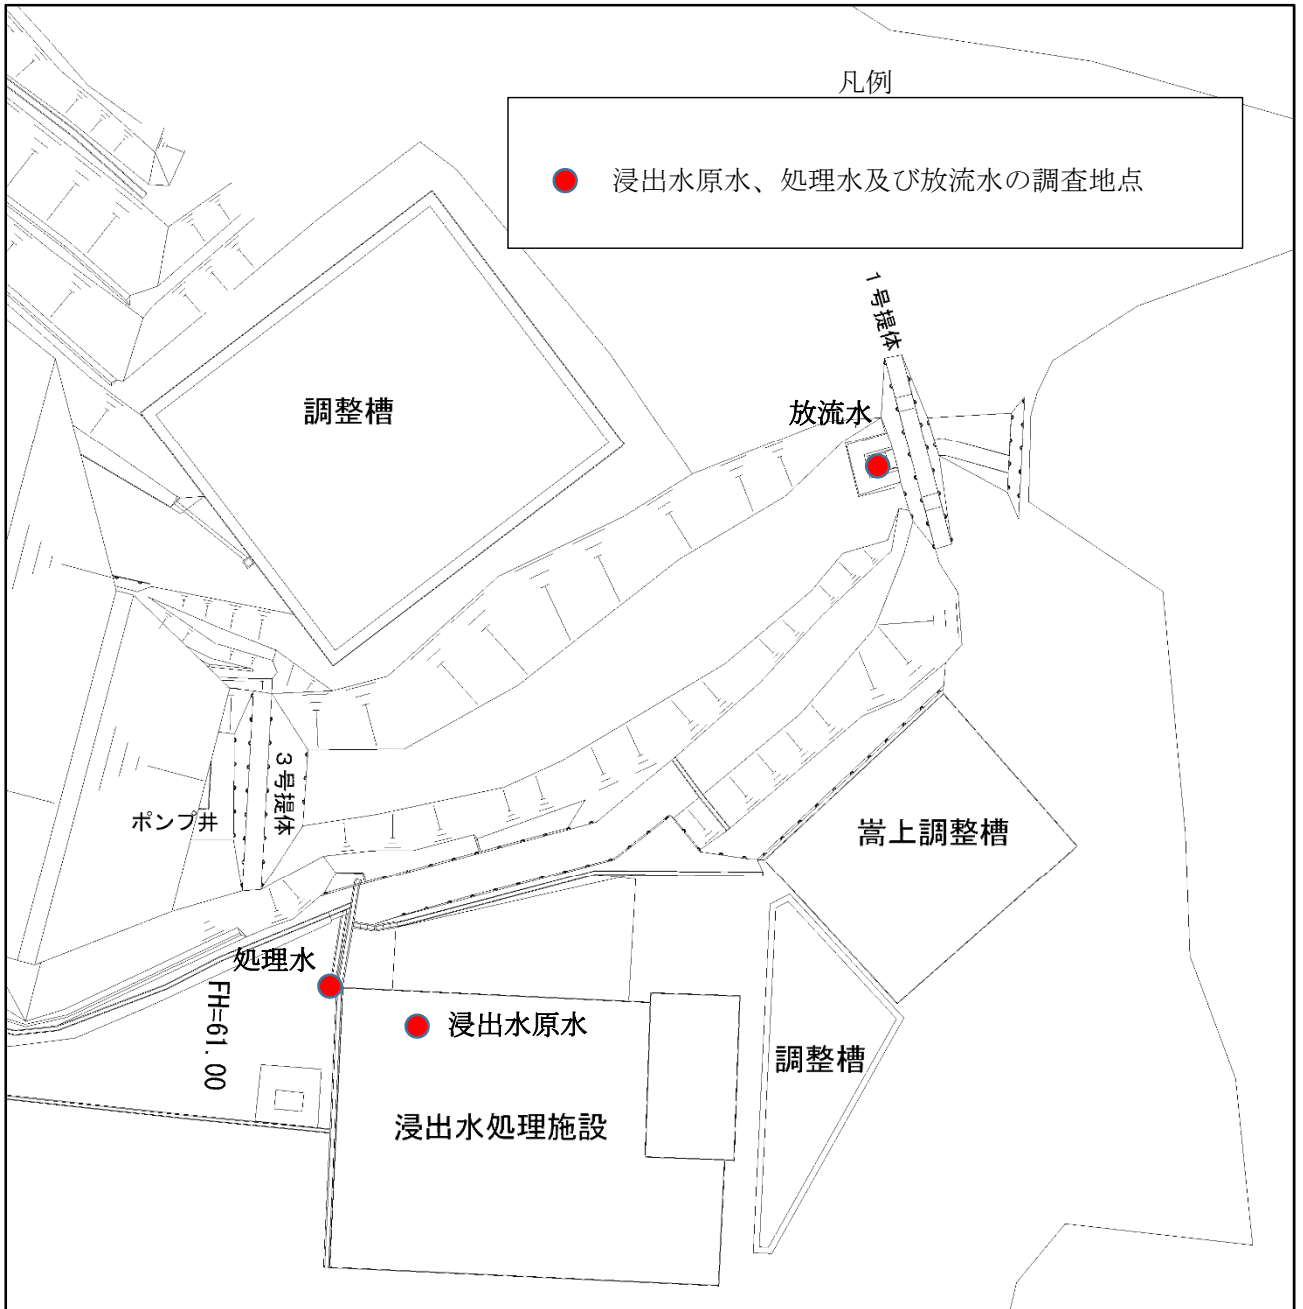 凡例
浸出水原水、処理水及び放流水の調査地点
1号提体
調整槽
放流水
3号提体
ポンプ井
嵩上調整槽
処理水
FH=61.00
浸出水原水
調整槽
浸出水処理施設